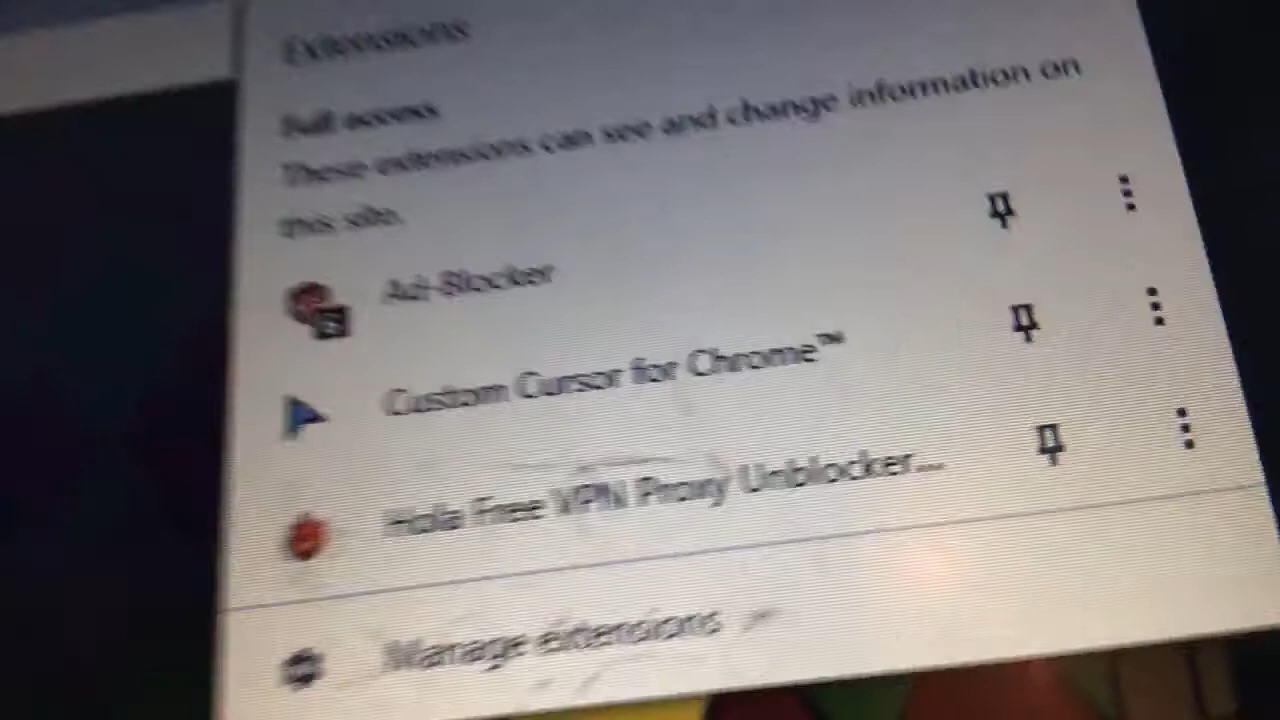 Extensions
Full access
These extensions can see and change information on
this site.
Ad-Blocker
Custom Cursor for Chrome™
Hola Free VPN Proxy Unblocker...
Manage extensions